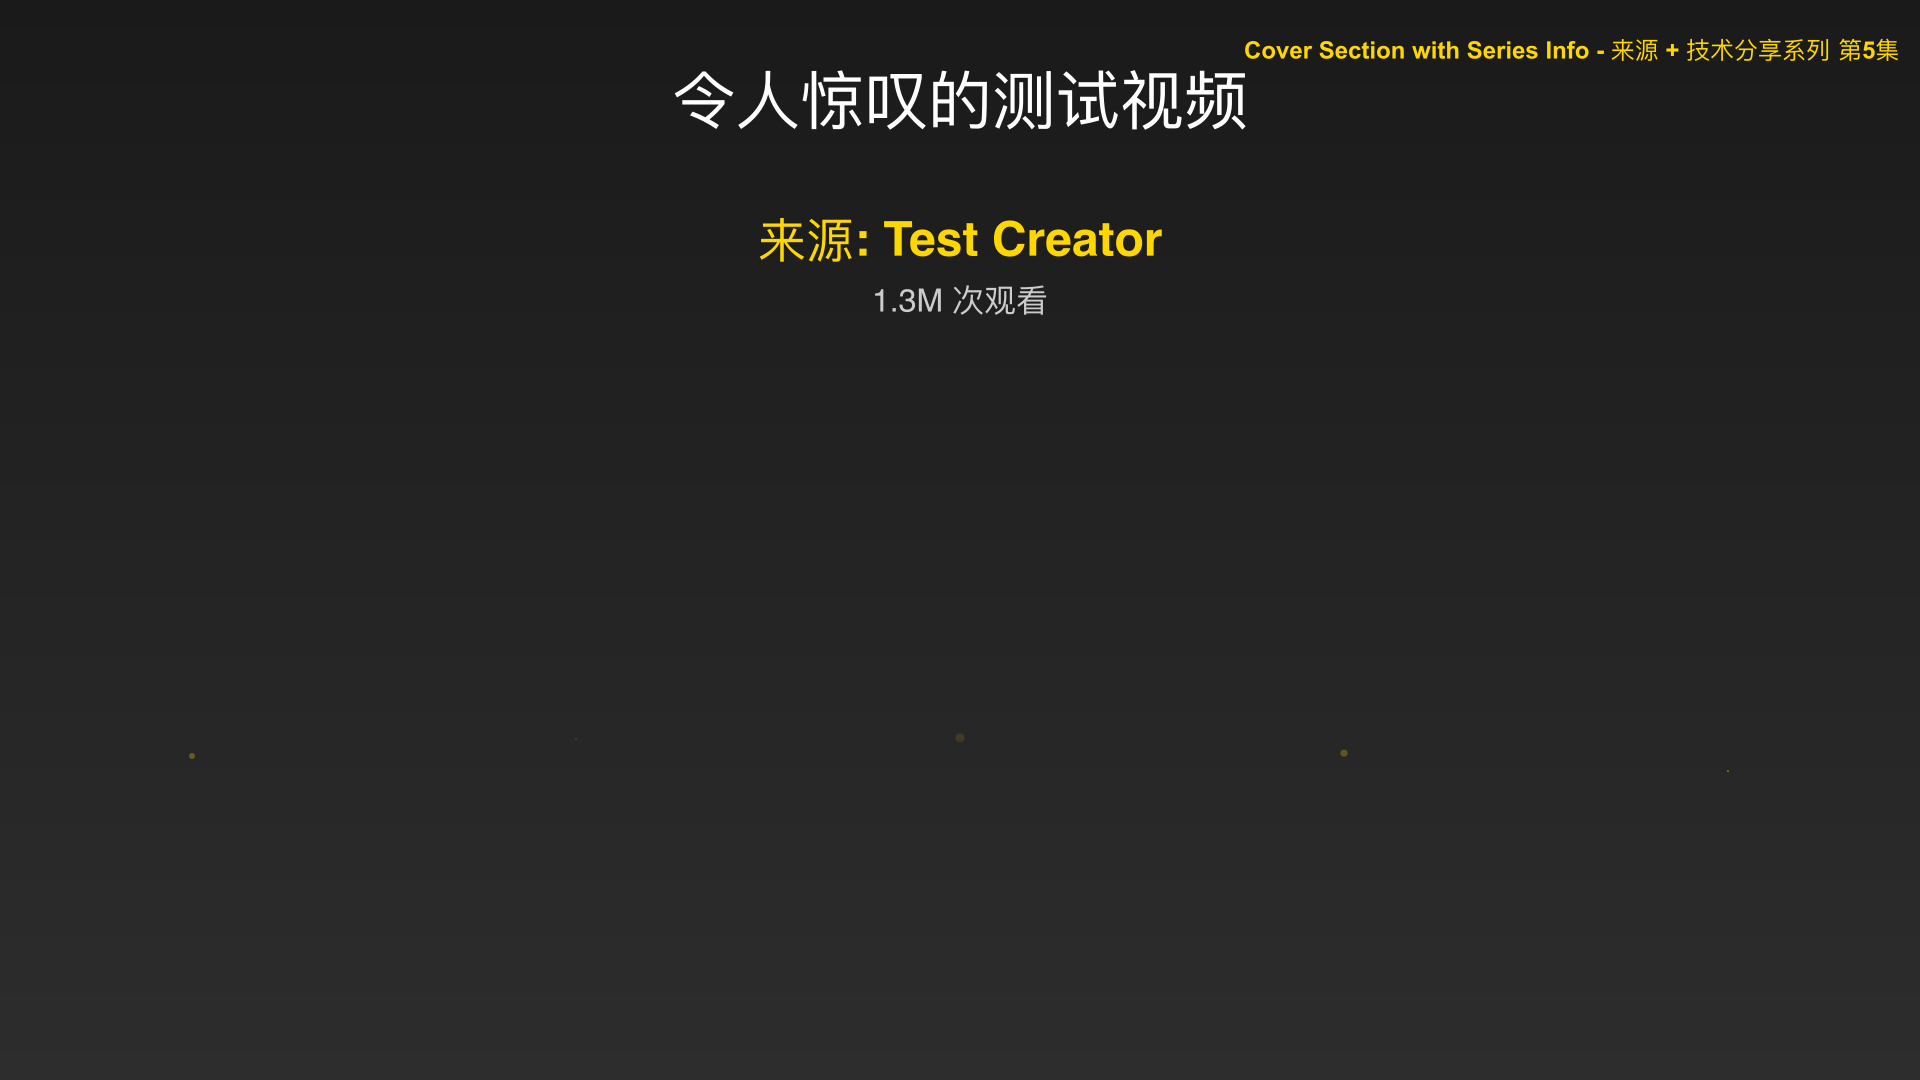 Cover Section with Series Info - 来源 + 技术分享系列 第5集
令人惊叹的测试视频
来源: Test Creator
1.3M 次观看